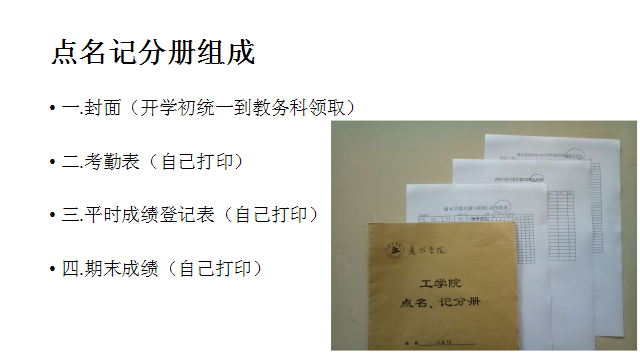 点名记分册组成
• 一.封面（开学初统一到教务科领取）
• 二.考勤表（自己打印）
• 三.平时成绩登记表（自己打印）
• 四.期末成绩（自己打印）
工学院
点名、记分册